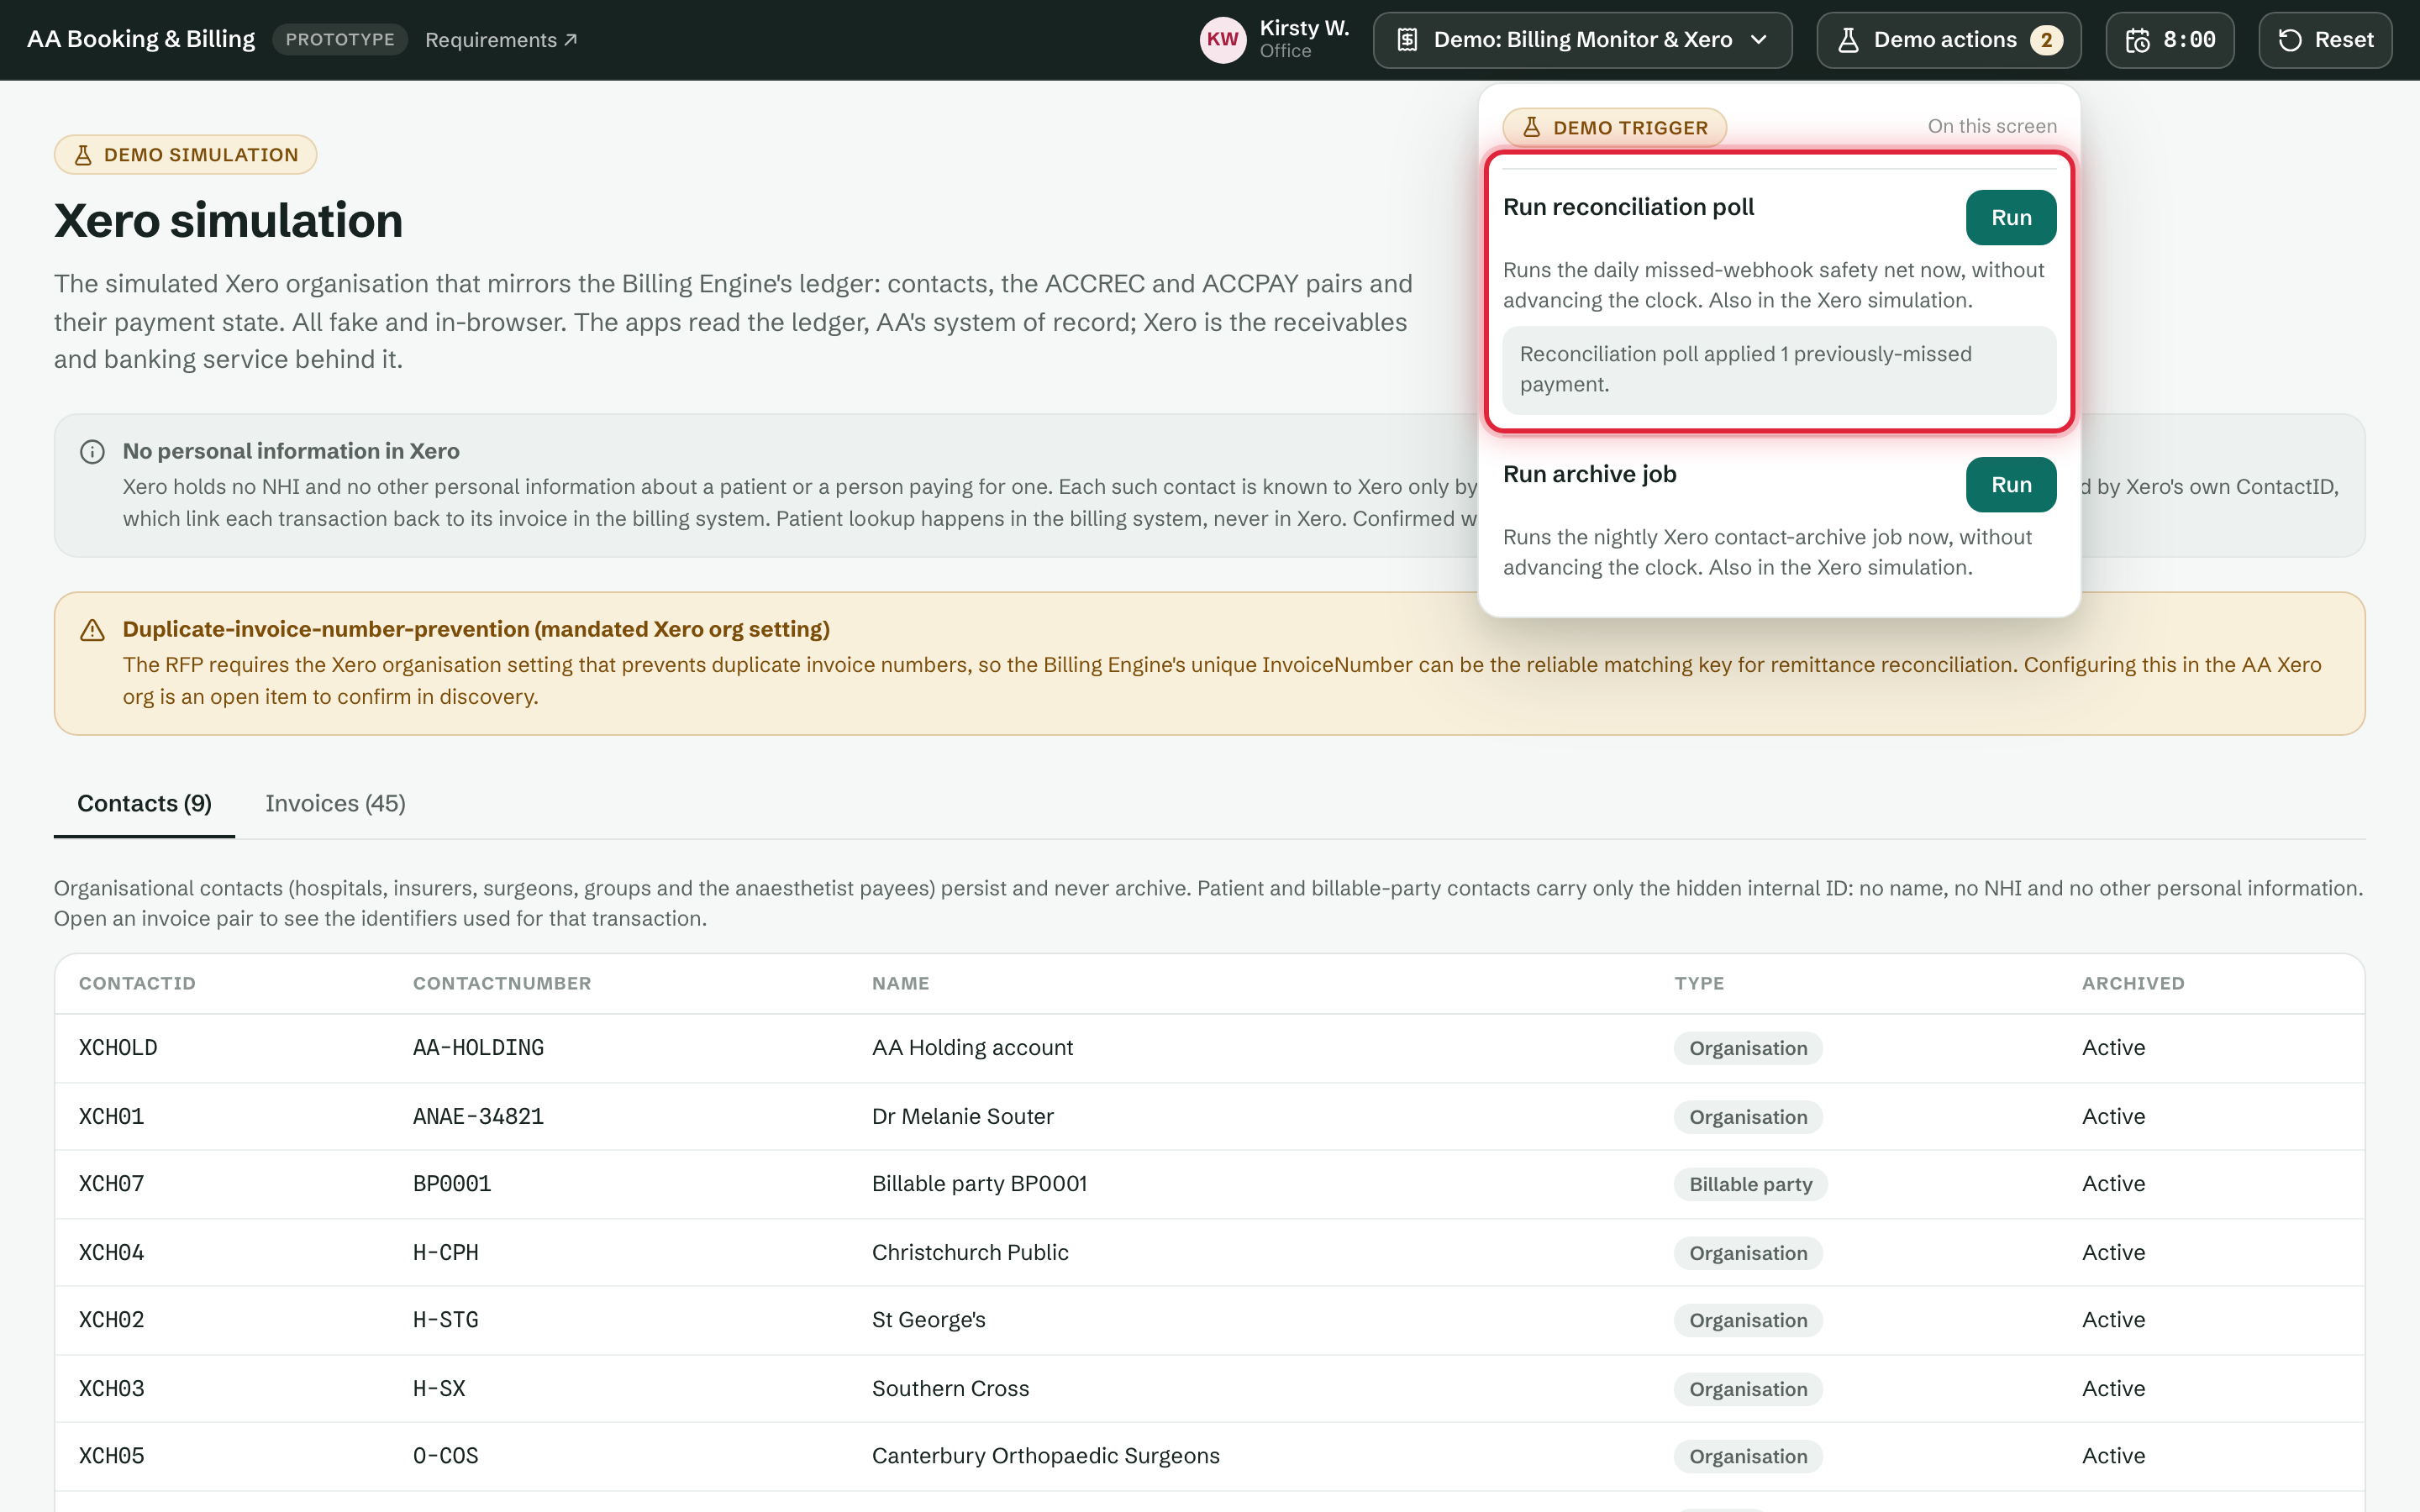 AA Booking & Billing
PROTOTYPE
Requirements ↗
KW
Kirsty W.
Office
Demo: Billing Monitor & Xero
Demo actions 2
8:00
Reset
DEMO TRIGGER
On this screen
Run reconciliation poll
Run
Runs the daily missed-webhook safety net now, without
advancing the clock. Also in the Xero simulation.
Reconciliation poll applied 1 previously-missed
payment.
Run archive job
Run
Runs the nightly Xero contact-archive job now, without
advancing the clock. Also in the Xero simulation.
DEMO SIMULATION
Xero simulation
The simulated Xero organisation that mirrors the Billing Engine's ledger: contacts, the ACCREC and ACCPAY pairs and
their payment state. All fake and in-browser. The apps read the ledger, AA's system of record; Xero is the receivables
and banking service behind it.
No personal information in Xero
Xero holds no NHI and no other personal information about a patient or a person paying for one. Each such contact is known to Xero only by
d by Xero's own ContactID,
which link each transaction back to its invoice in the billing system. Patient lookup happens in the billing system, never in Xero. Confirmed w
Duplicate-invoice-number-prevention (mandated Xero org setting)
The RFP requires the Xero organisation setting that prevents duplicate invoice numbers, so the Billing Engine's unique InvoiceNumber can be the reliable matching key for remittance reconciliation. Configuring this in the AA Xero
org is an open item to confirm in discovery.
Contacts (9)
Invoices (45)
Organisational contacts (hospitals, insurers, surgeons, groups and the anaesthetist payees) persist and never archive. Patient and billable-party contacts carry only the hidden internal ID: no name, no NHI and no other personal information.
Open an invoice pair to see the identifiers used for that transaction.
CONTACTID CONTACTNUMBER NAME TYPE ARCHIVED
XCHOLD AA-HOLDING AA Holding account Organisation Active
XCH01 ANAE-34821 Dr Melanie Souter Organisation Active
XCH07 BP0001 Billable party BP0001 Billable party Active
XCH04 H-CPH Christchurch Public Organisation Active
XCH02 H-STG St George's Organisation Active
XCH03 H-SX Southern Cross Organisation Active
XCH05 O-COS Canterbury Orthopaedic Surgeons Organisation Active